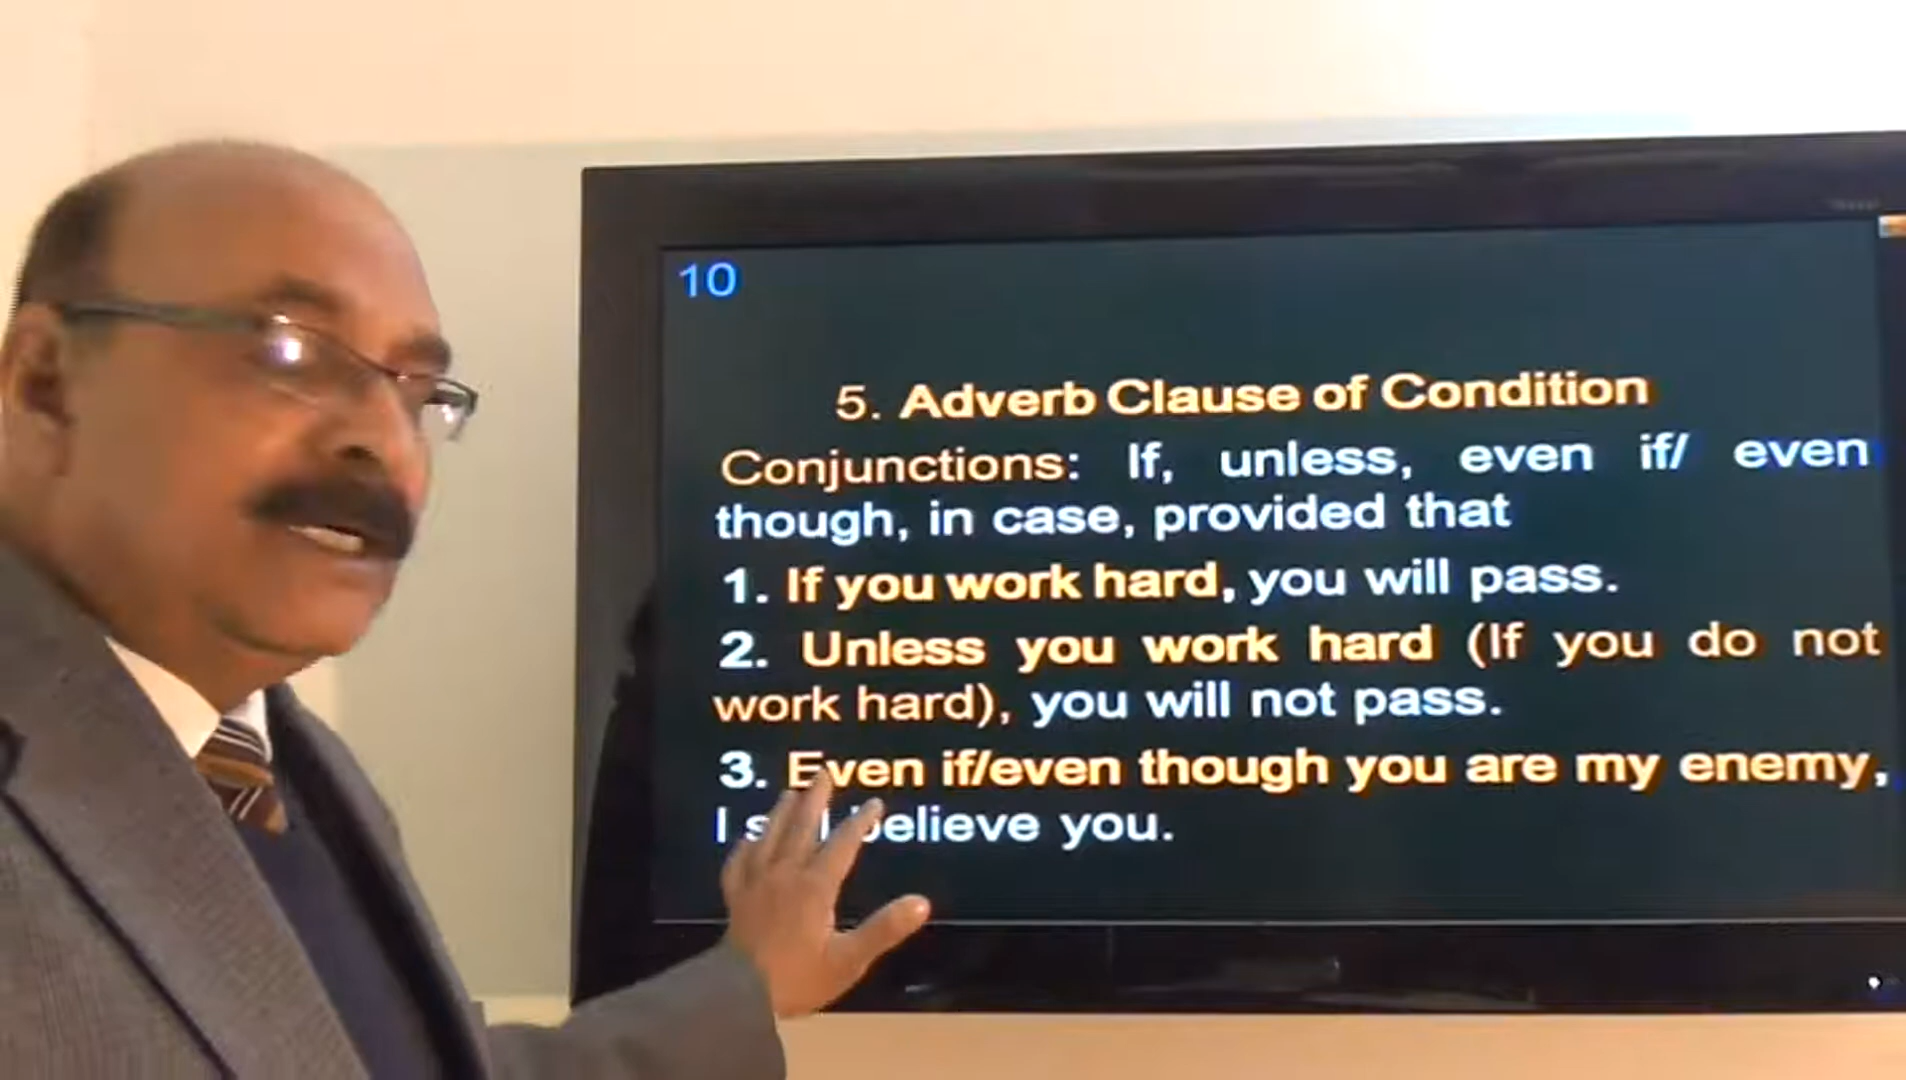 10
5. Adverb Clause of Condition
Conjunctions: If, unless, even if/ even
though, in case, provided that
1. If you work hard, you will pass.
2. Unless you work hard (If you do not
work hard), you will not pass.
3. Even if/even though you are my enemy,
I believe you.